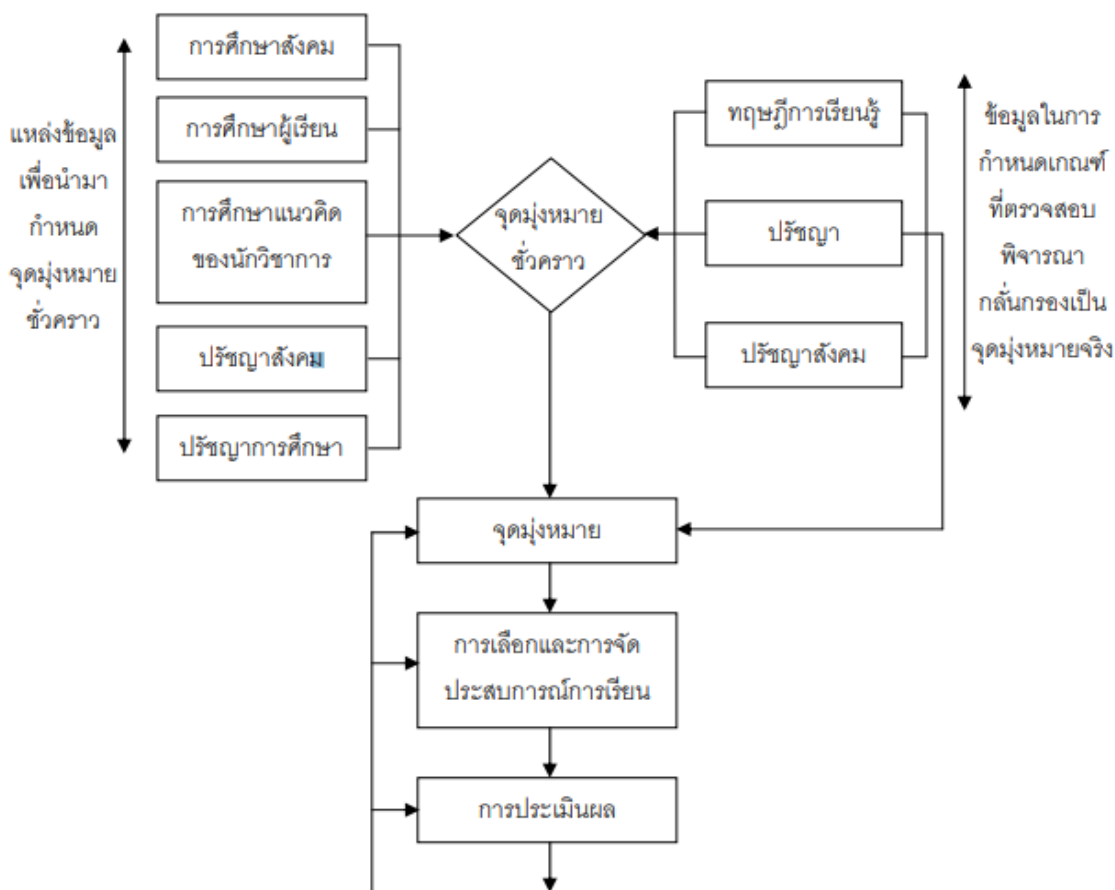 แหล่งข้อมูล
เพื่อนำมา
กำหนด
จุดมุ่งหมาย
ชั่วคราว
การศึกษาสังคม
การศึกษาผู้เรียน
การศึกษาแนวคิด
ของนักวิชาการ
ปรัชญาสังคม
ปรัชญาการศึกษา
จุดมุ่งหมาย
ชั่วคราว
ทฤษฎีการเรียนรู้
ปรัชญา
ปรัชญาสังคม
ข้อมูลในการ
กำหนดเกณฑ์
ที่ตรวจสอบ
พิจารณา
กลั่นกรองเป็น
จุดมุ่งหมายจริง
จุดมุ่งหมาย
การเลือกและการจัด
ประสบการณ์การเรียน
การประเมินผล